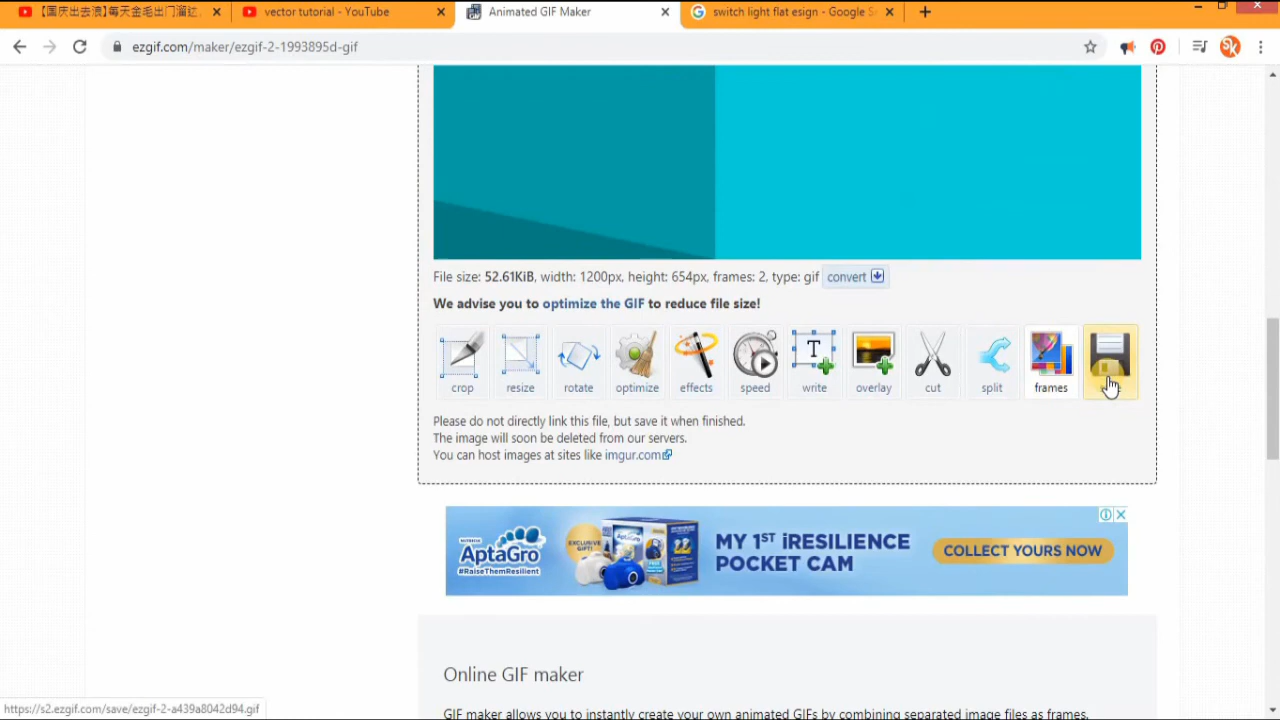 【国庆出去浪】每天金毛出门溜达
vector tutorial - YouTube
Animated GIF Maker
switch light flat esign - Google S
ezgif.com/maker/ezgif-2-1993895d-gif
File size: 52.61KiB, width: 1200px, height: 654px, frames: 2, type: gif convert
We advise you to optimize the GIF to reduce file size!
crop resize rotate optimize effects speed write overlay cut split frames
Please do not directly link this file, but save it when finished.
The image will soon be deleted from our servers.
You can host images at sites like imgur.com
NUTRICIA
AptaGro
#RaiseThemResilient
EXCLUSIVE GIFT!
MY 1ST iRESILIENCE
POCKET CAM
COLLECT YOURS NOW
Online GIF maker
https://s2.ezgif.com/save/ezgif-2-a439a8042d94.gif
GIF maker allows you to instantly create your own animated GIFs by combining separated image files as frames.